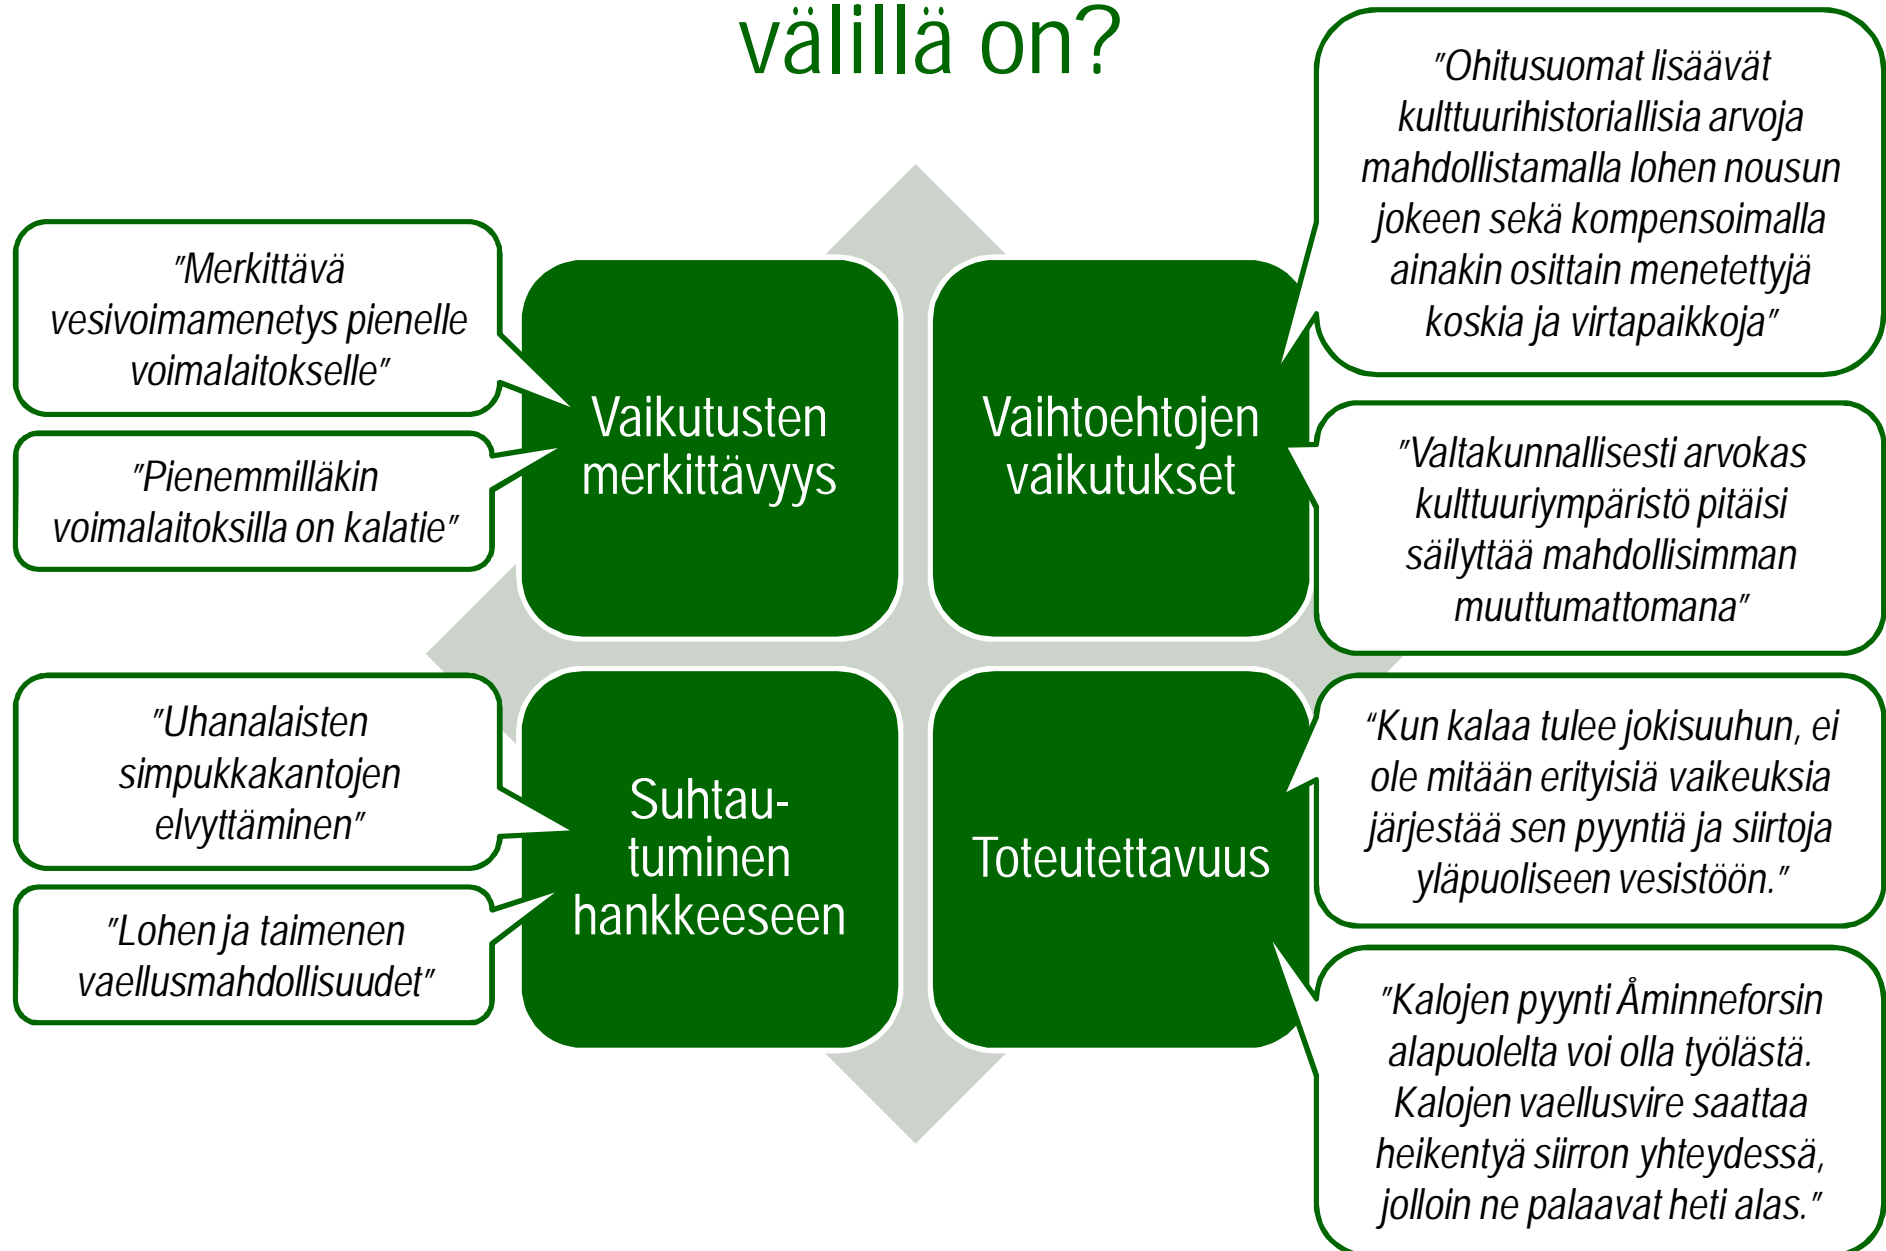 välillä on?
"Merkittävä
vesivoimamenetys pienelle
voimalaitokselle"
"Pienemmilläkin
voimalaitoksilla on kalatie"
Vaikutusten
merkittävyys
Vaihtoehtojen
vaikutukset
"Ohitusuomat lisäävät
kulttuurihistoriallisia arvoja
mahdollistamalla lohen nousun
jokeen sekä kompensoimalla
ainakin osittain menetettyjä
koskia ja virtapaikkoja"
"Valtakunnallisesti arvokas
kulttuuriympäristö pitäisi
säilyttää mahdollisimman
muuttumattomana"
"Uhanalaisten
simpukkakantojen
elvyttäminen"
"Lohen ja taimenen
vaellusmahdollisuudet"
Suhtau-
tuminen
hankkeeseen
Toteutettavuus
“Kun kalaa tulee jokisuuhun, ei
ole mitään erityisiä vaikeuksia
järjestää sen pyyntiä ja siirtoja
yläpuoliseen vesistöön.”
"Kalojen pyynti Åminneforsin
alapuolelta voi olla työlästä.
Kalojen vaellusvire saattaa
heikentyä siirron yhteydessä,
jolloin ne palaavat heti alas.”